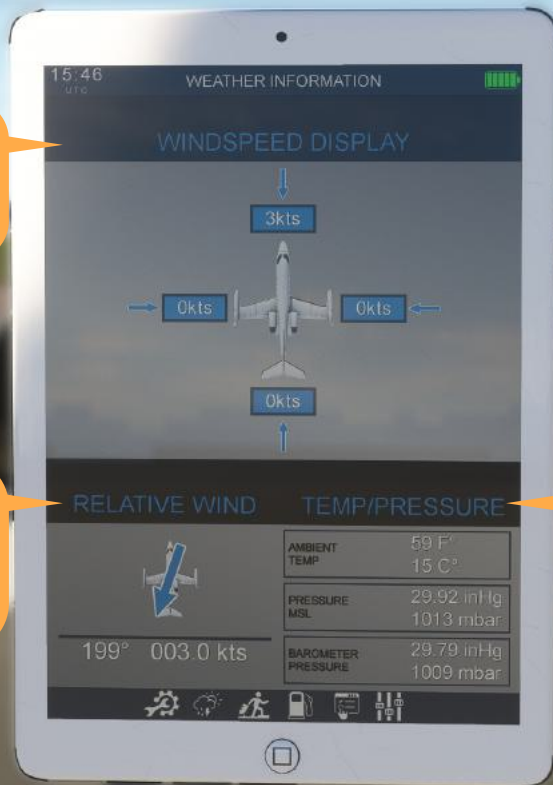 15:46
UTC
WEATHER INFORMATION
WINDSPEED DISPLAY
3kts
0kts
0kts
0kts
RELATIVE WIND
199° 003.0 kts
TEMP/PRESSURE
AMBIENT TEMP
59 F°
15 C°
PRESSURE MSL
29.92 inHg
1013 mbar
BAROMETER PRESSURE
29.79 inHg
1009 mbar